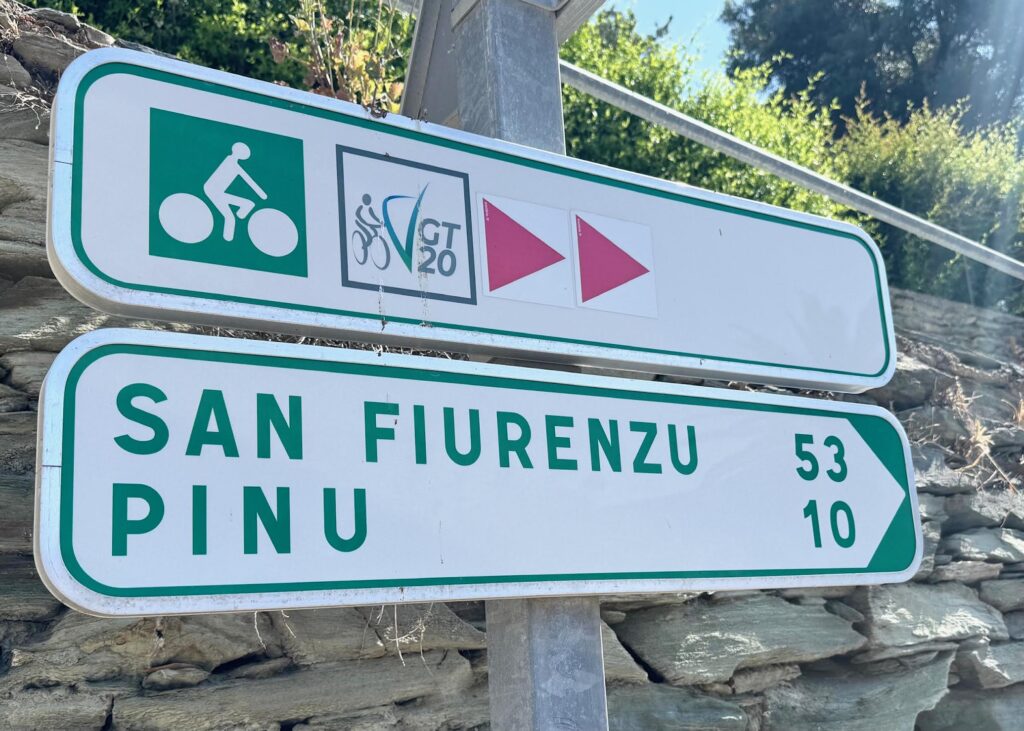 GT
20
SAN FIURENZU 53
PINU 10